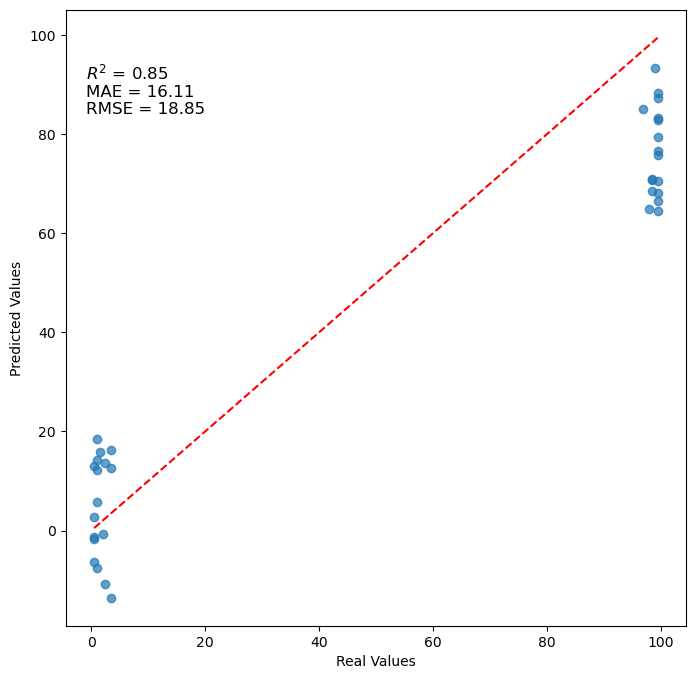 100
80
60
40
20
0
Predicted Values
R² = 0.85
MAE = 16.11
RMSE = 18.85
0 20 40 60 80 100
Real Values